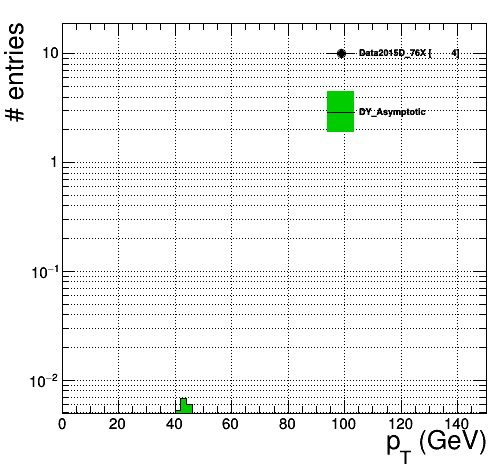 # entries
10
Data2015D_76X [ 4]
DY_Asymptotic
1
10−1
10−2
0 20 40 60 80 100 120 140
pT (GeV)